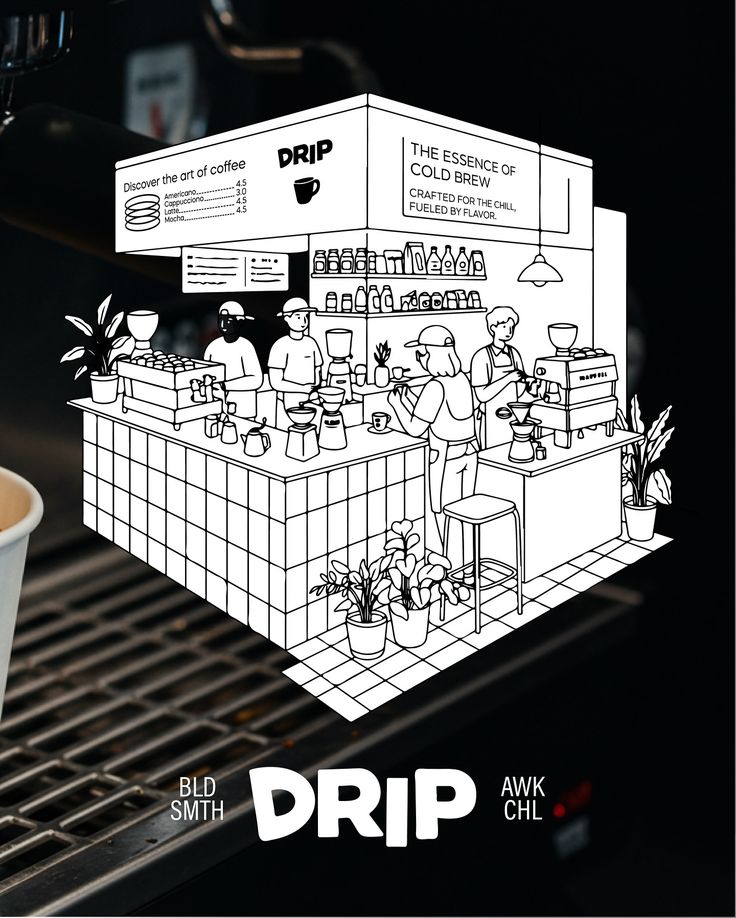 Discover the art of coffee
Americano 4.5
Cappucciono 3.0
Latte 4.5
Mocha 4.5
DRIP
THE ESSENCE OF
COLD BREW
CRAFTED FOR THE CHILL,
FUELED BY FLAVOR.
BLD
SMTH
DRIP
AWK
CHL